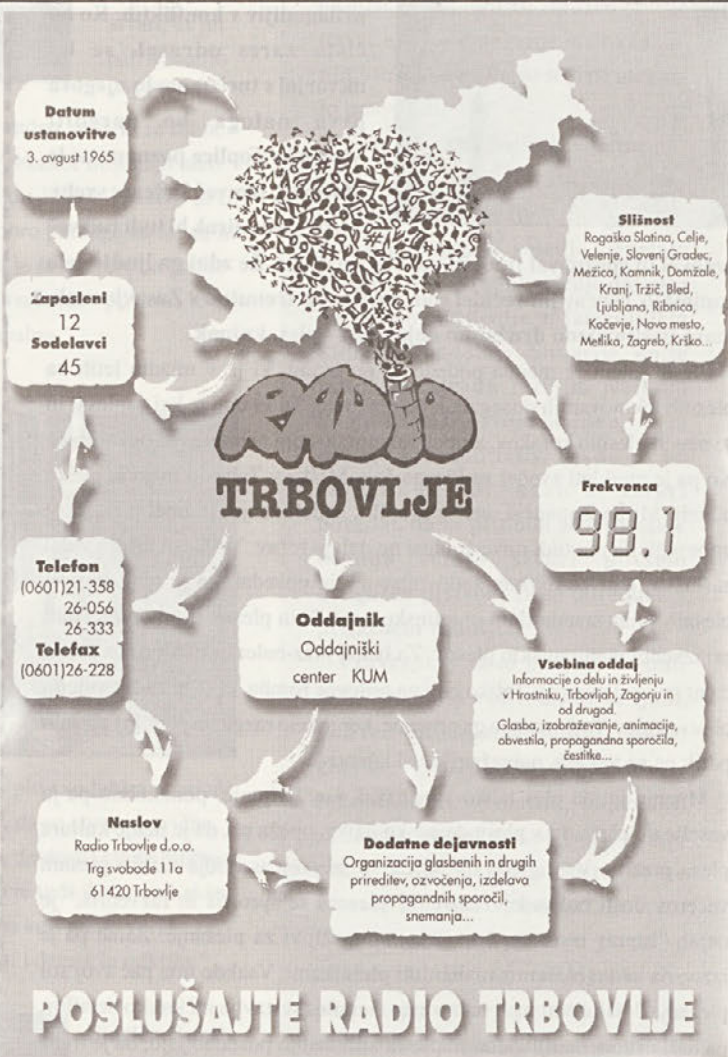 Datum
ustanovitve
3. avgust 1965
Zaposleni
12
Sodelavci
45
Slišnost
Rogaška Slatina, Celje,
Velenje, Slovenj Gradec,
Mežica, Kamnik, Domžale,
Kranj, Tržič, Bled,
Ljubljana, Ribnica,
Kočevje, Novo mesto,
Metlika, Zagreb, Krško...
RADIO
TRBOVLJE
Frekvenca
98.1
Telefon
(0601)21-358
26-056
26-333
Telefax
(0601)26-228
Oddajnik
Oddajniški
center KUM
Vsebina oddaj
Informacije o delu in življenju
v Hrastniku, Trbovljah, Zagorju in
od drugod.
Glasba, izobraževanje, animacije,
obvestila, propagandna sporočila,
čestitke...
Naslov
Radio Trbovlje d.o.o.
Trg svobode 11a
61420 Trbovlje
Dodatne dejavnosti
Organizacija glasbenih in drugih
prireditev, ozvočenja, izdelava
propagandnih sporočil,
snemanja...
POSLUŠAJTE RADIO TRBOVLJE